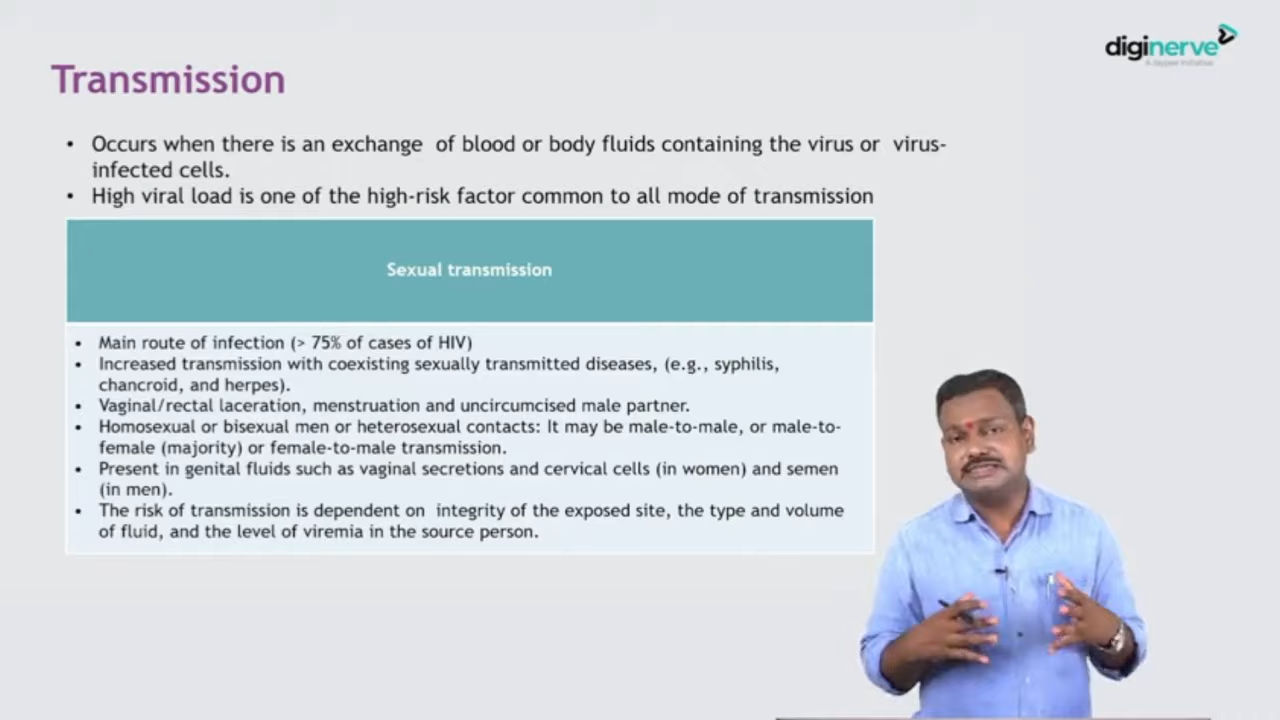 diginerve
A Jaypee Initiative
Transmission
• Occurs when there is an exchange of blood or body fluids containing the virus or virus-
infected cells.
• High viral load is one of the high-risk factor common to all mode of transmission
Sexual transmission
• Main route of infection (> 75% of cases of HIV)
• Increased transmission with coexisting sexually transmitted diseases, (e.g., syphilis,
chancroid, and herpes).
• Vaginal/rectal laceration, menstruation and uncircumcised male partner.
• Homosexual or bisexual men or heterosexual contacts: It may be male-to-male, or male-to-
female (majority) or female-to-male transmission.
• Present in genital fluids such as vaginal secretions and cervical cells (in women) and semen
(in men).
• The risk of transmission is dependent on integrity of the exposed site, the type and volume
of fluid, and the level of viremia in the source person.